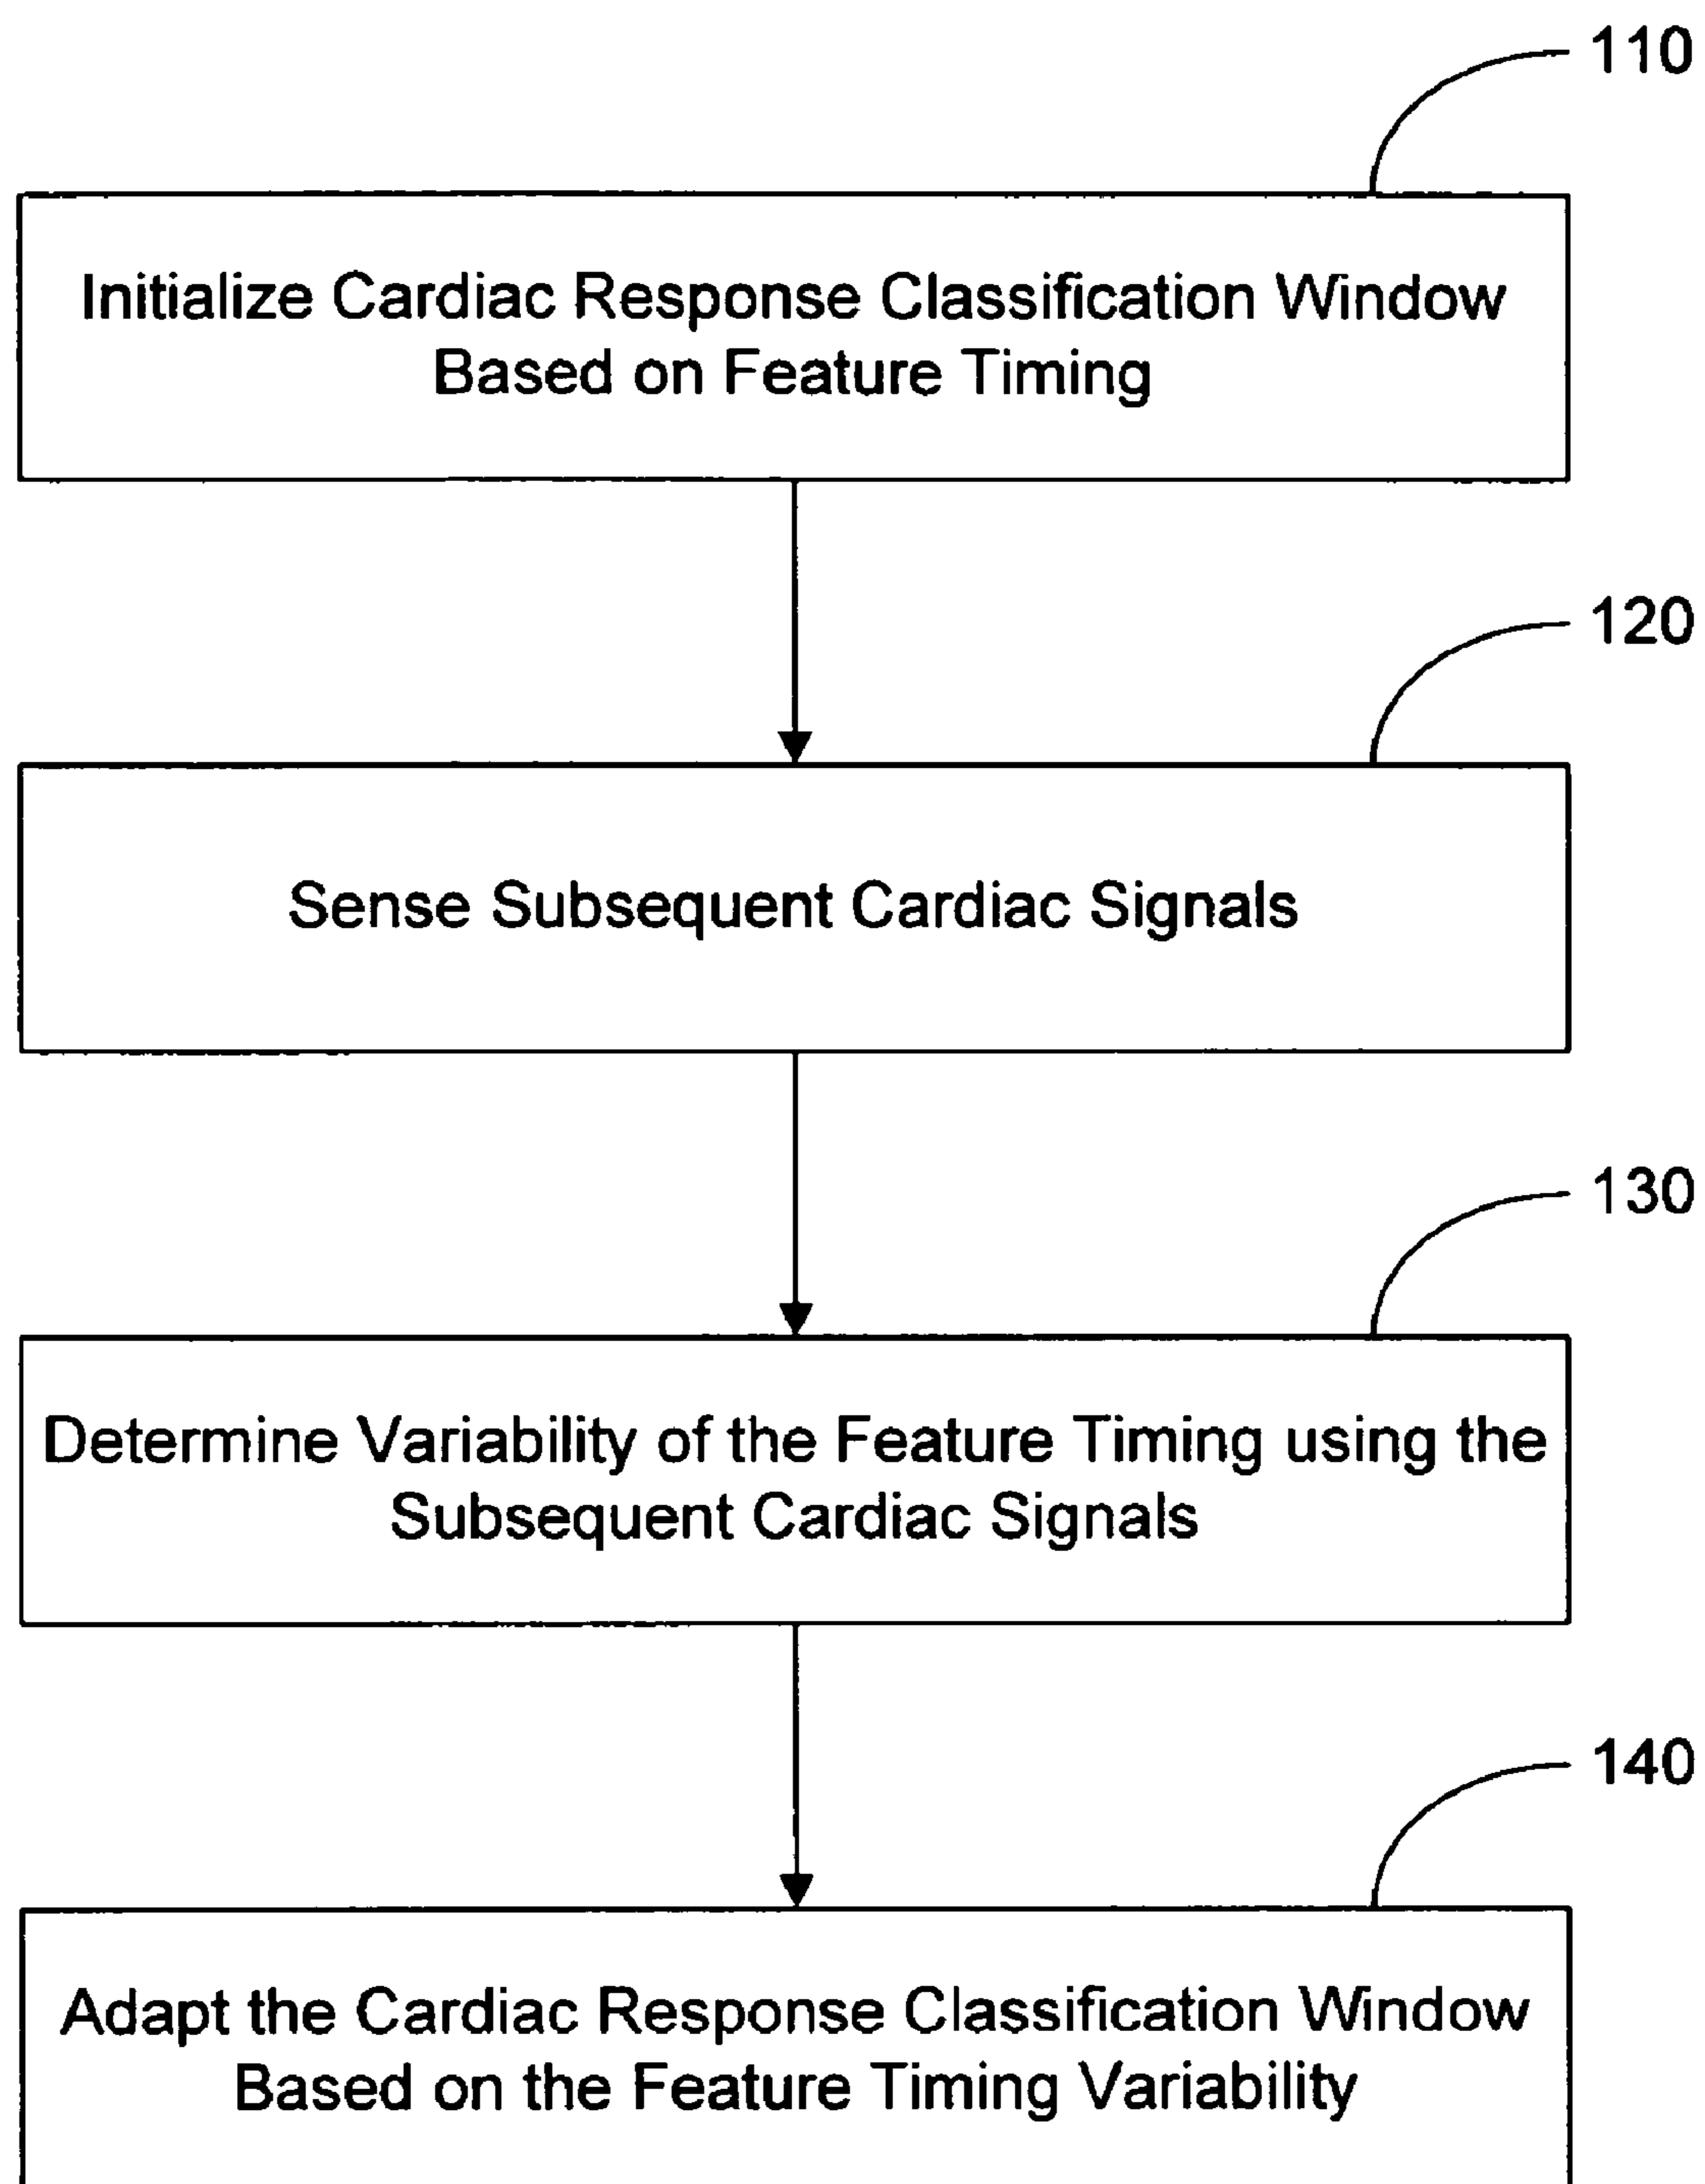 110
Initialize Cardiac Response Classification Window
Based on Feature Timing
120
Sense Subsequent Cardiac Signals
130
Determine Variability of the Feature Timing using the
Subsequent Cardiac Signals
140
Adapt the Cardiac Response Classification Window
Based on the Feature Timing Variability